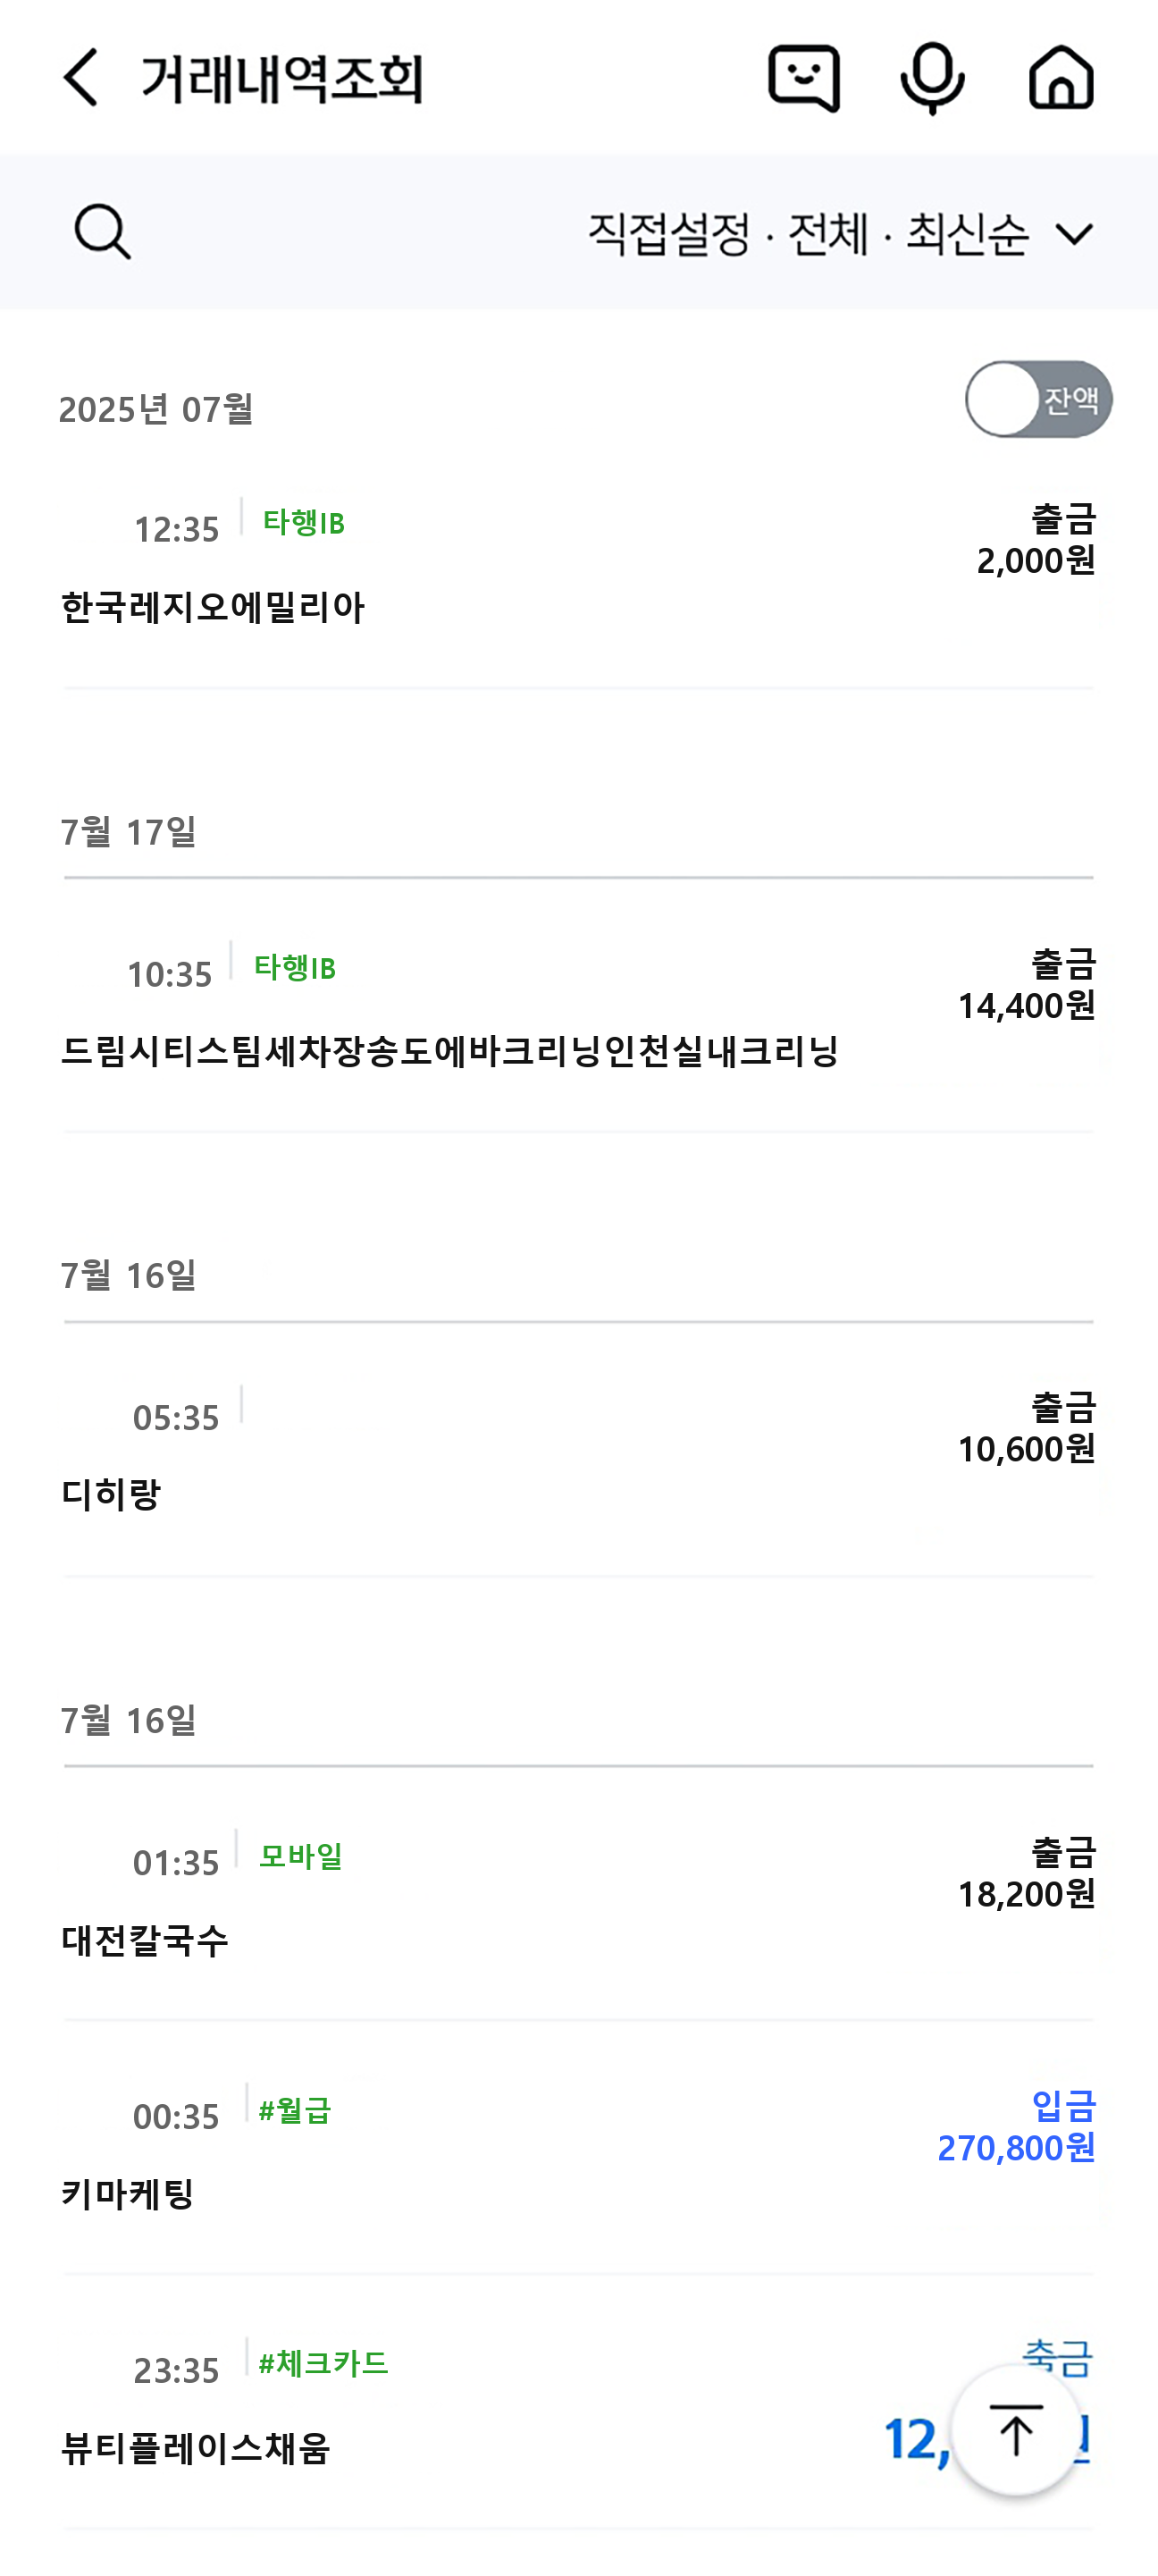 거래내역조회
직접설정 · 전체 · 최신순
2025년 07월
잔액
12:35 타행IB
출금
2,000원
한국레지오에밀리아
7월 17일
10:35 타행IB
출금
14,400원
드림시티스팀세차장송도에바크리닝인천실내크리닝
7월 16일
05:35
출금
10,600원
디히랑
7월 16일
01:35 모바일
출금
18,200원
대전칼국수
00:35 #월급
입금
270,800원
키마케팅
23:35 #체크카드
출금
12,
뷰티플레이스채움